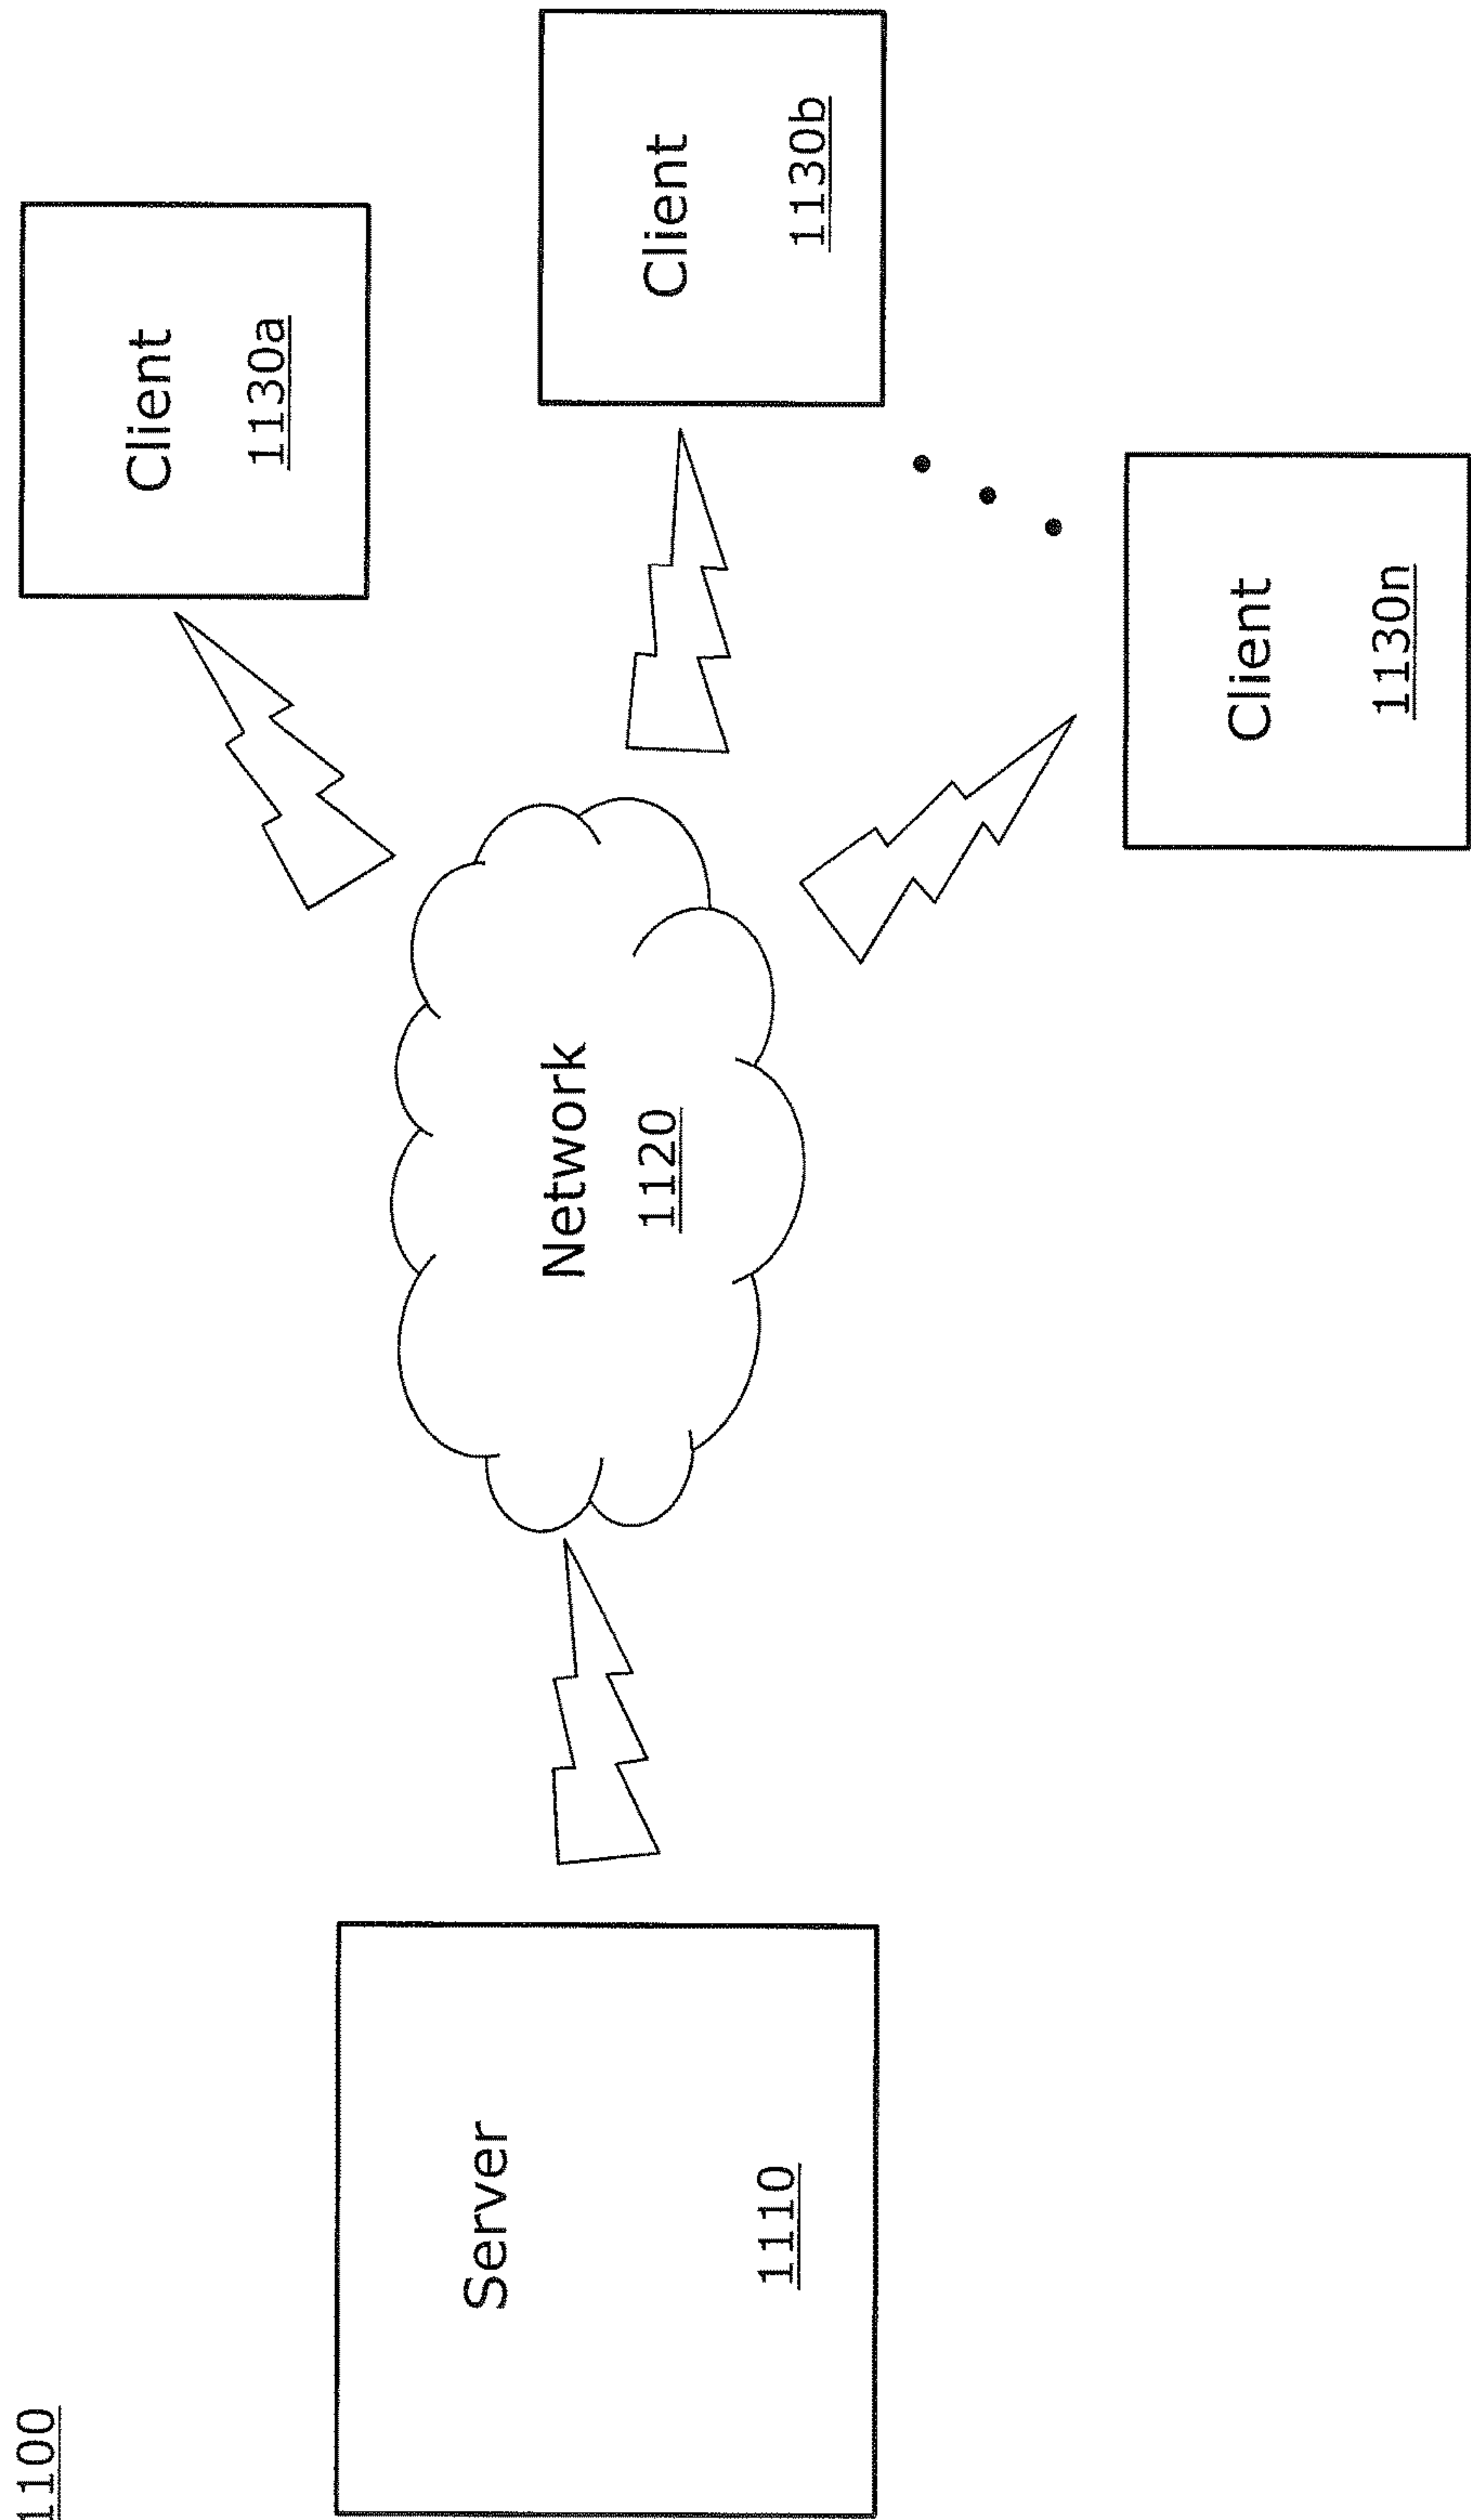 1100
Server
1110
Network
1120
Client
1130a
Client
1130b
Client
1130n